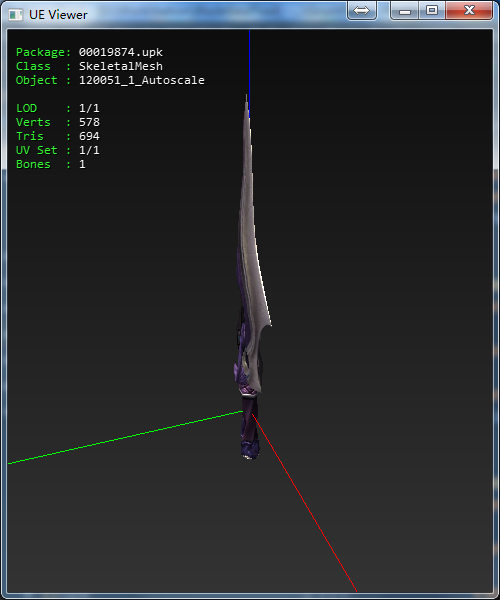 UE Viewer
Package: 00019874.upk
Class  : SkeletalMesh
Object : 120051_1_Autoscale
LOD    : 1/1
Verts  : 578
Tris   : 694
UV Set : 1/1
Bones  : 1